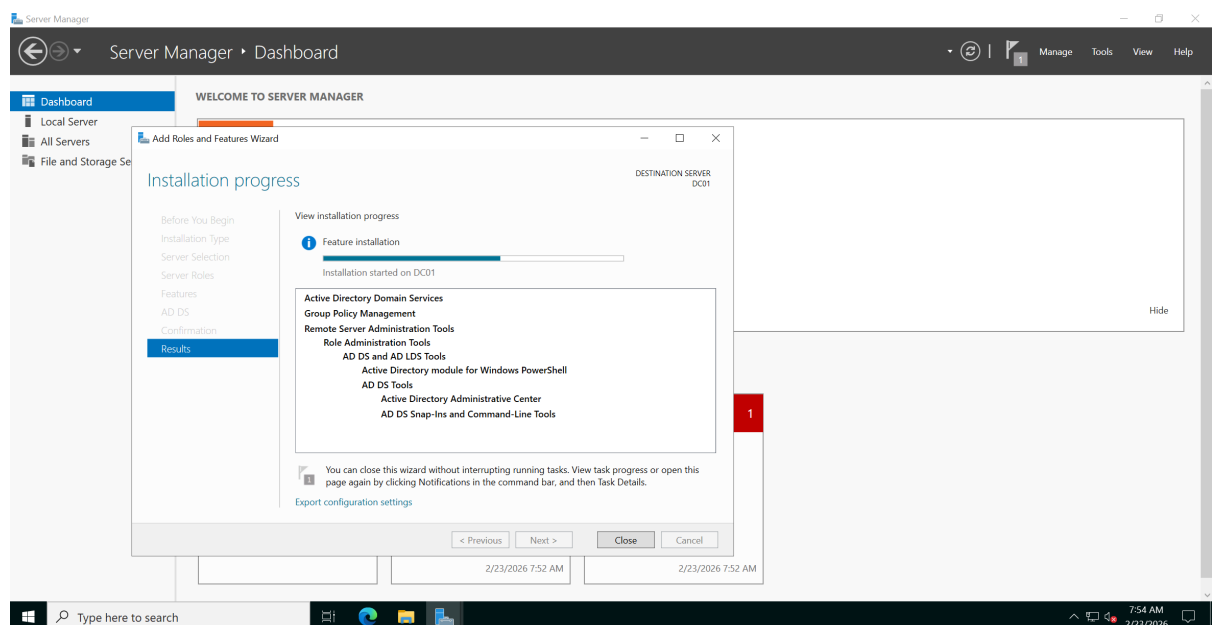 Server Manager
Server Manager • Dashboard
1
Manage Tools View Help
Dashboard
Local Server
All Servers
File and Storage Se
WELCOME TO SERVER MANAGER
Hide
Add Roles and Features Wizard
Installation progress
DESTINATION SERVER
DC01
Before You Begin
Installation Type
Server Selection
Server Roles
Features
AD DS
Confirmation
Results
View installation progress
Feature installation
Installation started on DC01
Active Directory Domain Services
Group Policy Management
Remote Server Administration Tools
Role Administration Tools
AD DS and AD LDS Tools
Active Directory module for Windows PowerShell
AD DS Tools
Active Directory Administrative Center
AD DS Snap-Ins and Command-Line Tools
1
You can close this wizard without interrupting running tasks. View task progress or open this
page again by clicking Notifications in the command bar, and then Task Details.
Export configuration settings
< Previous Next > Close Cancel
1
2/23/2026 7:52 AM
2/23/2026 7:52 AM
Type here to search
7:54 AM
2/23/2026